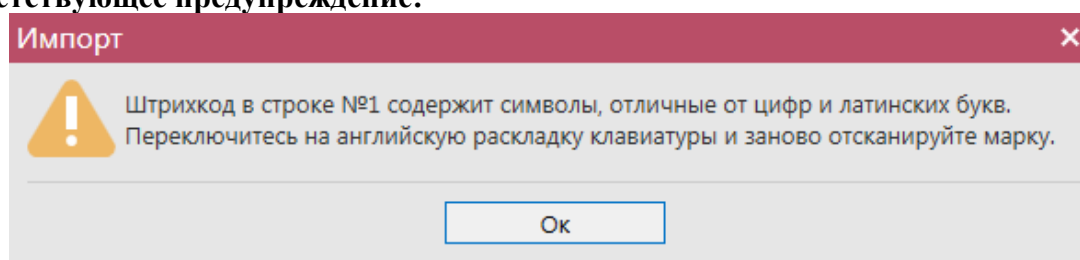 предупреждение:
Импорт
Штрихкод в строке №1 содержит символы, отличные от цифр и латинских букв.
Переключитесь на английскую раскладку клавиатуры и заново отсканируйте марку.
Ок